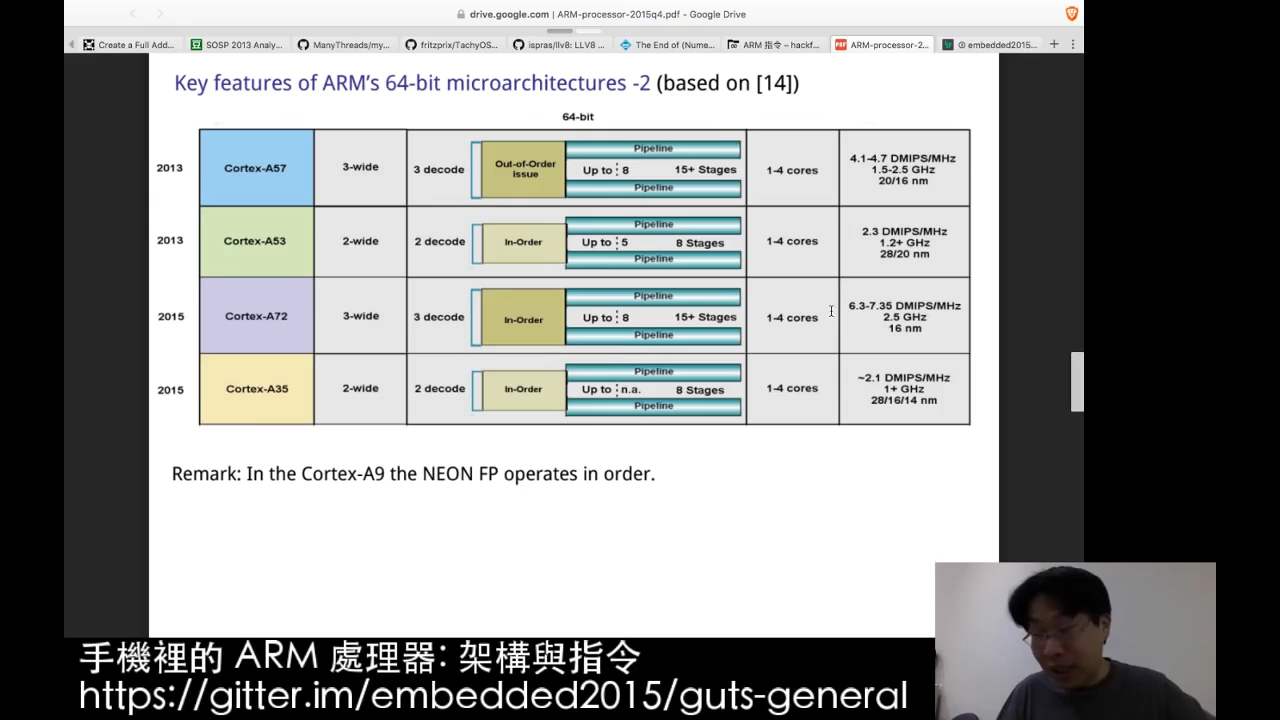 drive.google.com | ARM-processor-2015q4.pdf - Google Drive
Create a Full Add...
SOSP 2013 Analy...
ManyThreads/my...
fritzprix/TachyOS...
ispras/llv8: LLV8 ...
The End of (Nume...
ARM 指令 ~ hackf...
ARM-processor-2...
embedded2015...
Key features of ARM's 64-bit microarchitectures -2 (based on [14])
64-bit
2013
Cortex-A57
3-wide
3 decode
Out-of-Order
issue
Pipeline
Up to 8
15+ Stages
Pipeline
1-4 cores
4.1-4.7 DMIPS/MHz
1.5-2.5 GHz
20/16 nm
2013
Cortex-A53
2-wide
2 decode
In-Order
Pipeline
Up to 5
8 Stages
Pipeline
1-4 cores
2.3 DMIPS/MHz
1.2+ GHz
28/20 nm
2015
Cortex-A72
3-wide
3 decode
In-Order
Pipeline
Up to 8
15+ Stages
Pipeline
1-4 cores
6.3-7.35 DMIPS/MHz
2.5 GHz
16 nm
2015
Cortex-A35
2-wide
2 decode
In-Order
Pipeline
Up to n.a.
8 Stages
Pipeline
1-4 cores
~2.1 DMIPS/MHz
1+ GHz
28/16/14 nm
Remark: In the Cortex-A9 the NEON FP operates in order.
手機裡的 ARM 處理器: 架構與指令
https://gitter.im/embedded2015/guts-general